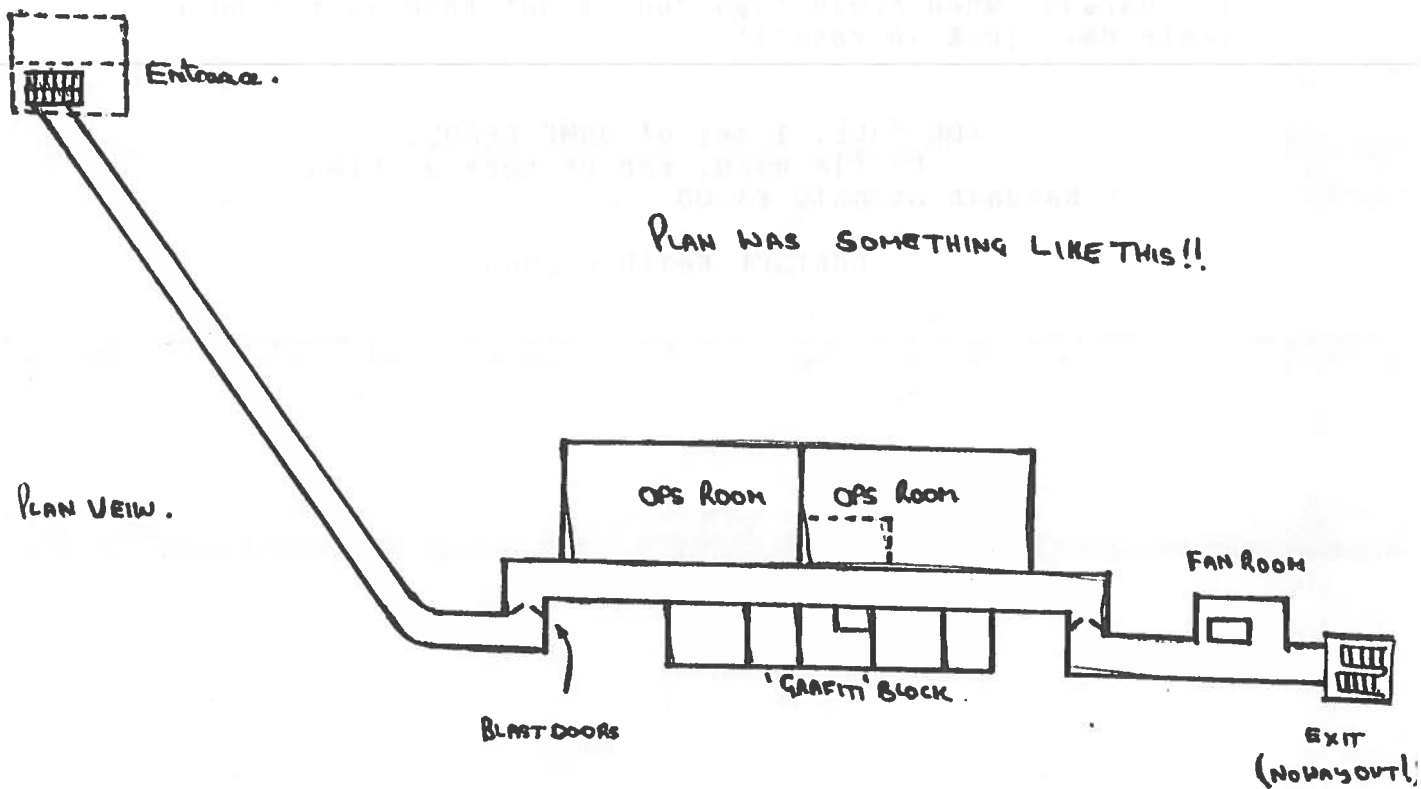 Entrance.
PLAN WAS SOMETHING LIKE THIS!!
PLAN VEIW.
OPS ROOM
OPS ROOM
FAN ROOM
'GRAFITI' BLOCK.
BLAST DOORS
EXIT
(NO WAY OUT!)